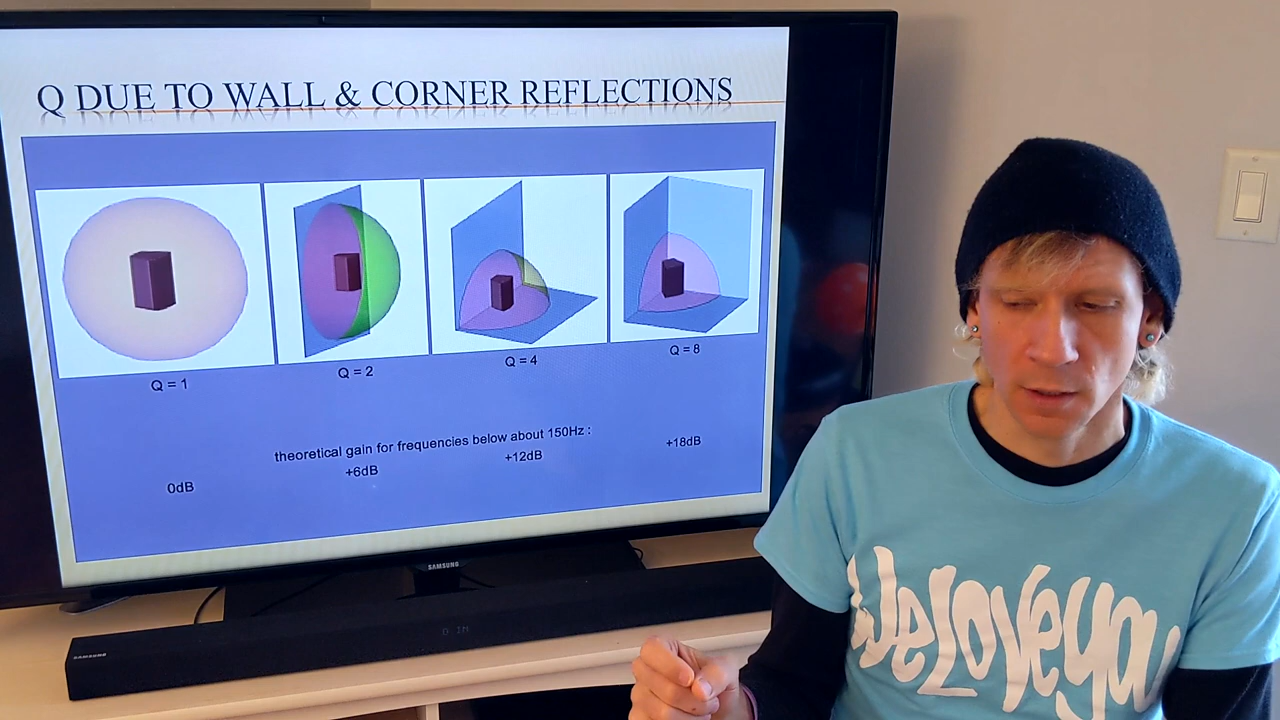 Q DUE TO WALL & CORNER REFLECTIONS
Q = 1
Q = 2
Q = 4
Q = 8
theoretical gain for frequencies below about 150Hz :
0dB
+6dB
+12dB
+18dB
SAMSUNG
SAMSUNG
WeLoveyou